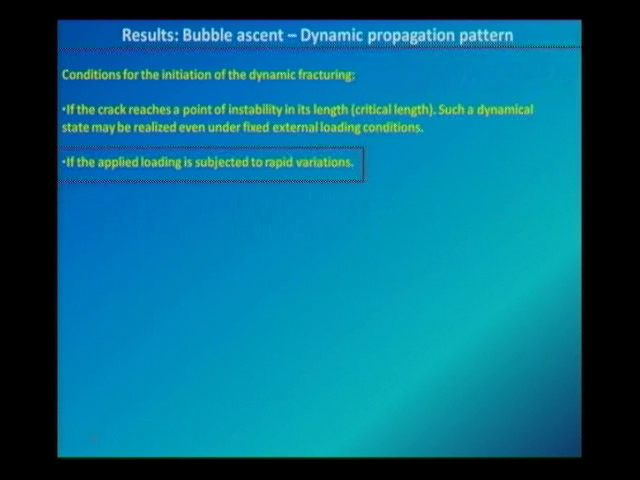 Results: Bubble ascent – Dynamic propagation pattern
Conditions for the initiation of the dynamic fracturing:
•If the crack reaches a point of instability in its length (critical length). Such a dynamical
state may be realized even under fixed external loading conditions.
•If the applied loading is subjected to rapid variations.